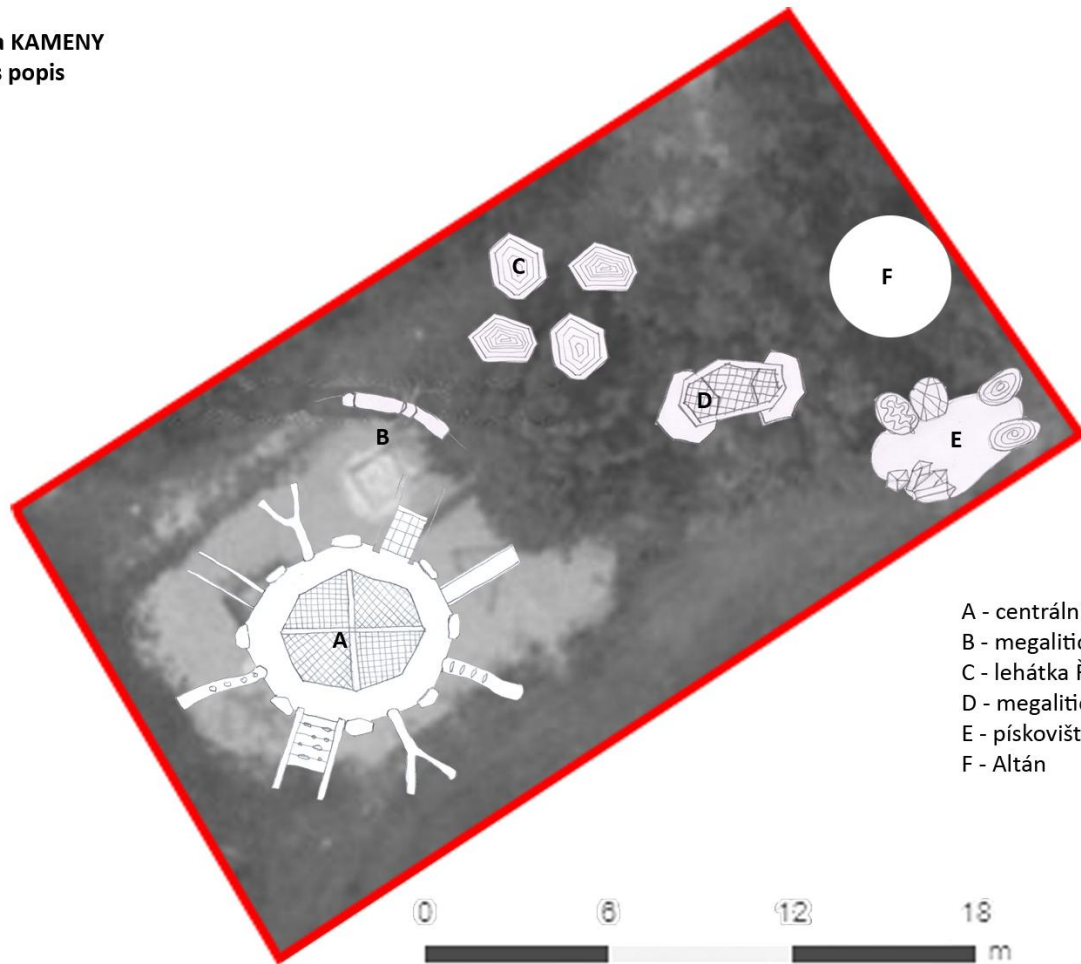 a KAMENY
s popis
C
F
D
B
E
A
A - centráln
B - megalitic
C - lehátka Ř
D - megalitic
E - pískovišt
F - Altán
0 6 12 18
m